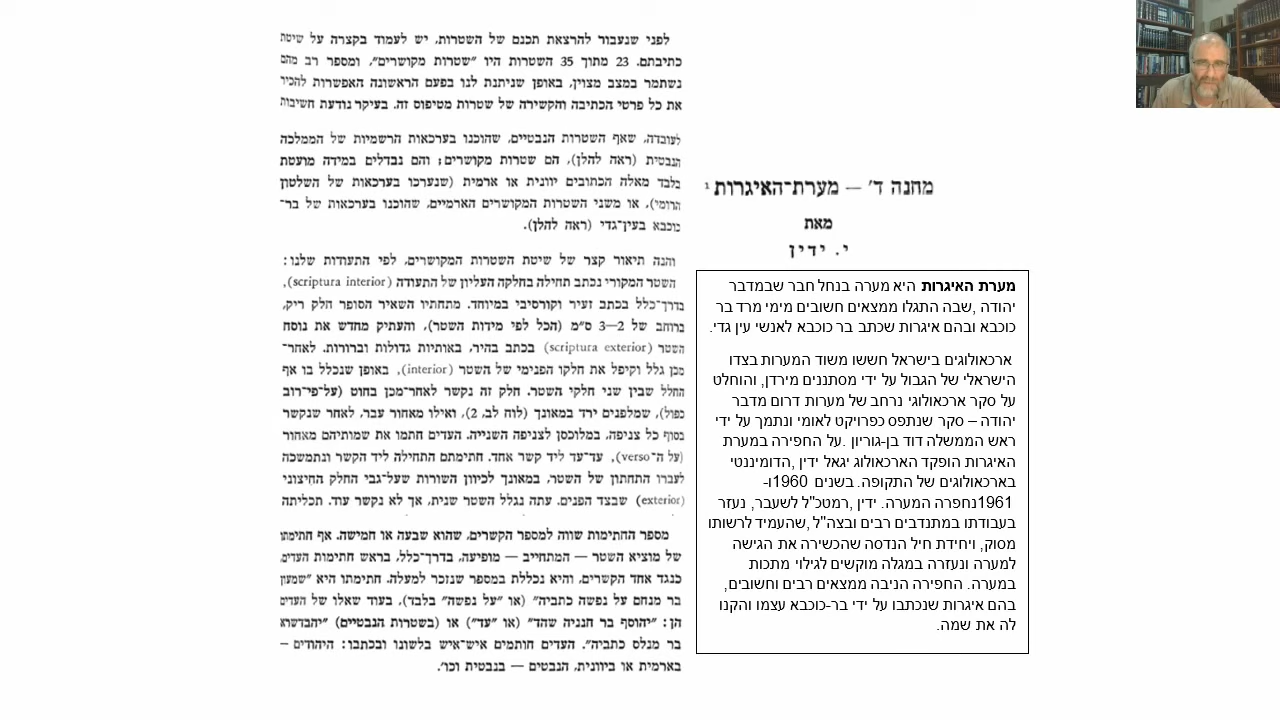 מחנה ד׳ — מערת־האיגרות 1
מאת
י. ידין
מערת האיגרות היא מערה בנחל חבר שבמדבר
יהודה ,שבה התגלו ממצאים חשובים מימי מרד בר
כוכבא ובהם איגרות שכתב בר כוכבא לאנשי עין גדי.
ארכאולוגים בישראל חששו משוד המערות בצדו
הישראלי של הגבול על ידי מסתננים מירדן, והוחלט
על סקר ארכאולוגי נרחב של מערות דרום מדבר
יהודה – סקר שנתפס כפרויקט לאומי ונתמך על ידי
ראש הממשלה דוד בן-גוריון .על החפירה במערת
האיגרות הופקד הארכאולוג יגאל ידין ,הדומיננטי
בארכאולוגים של התקופה. בשנים 1960ו-
1961נחפרה המערה. ידין ,רמטכ"ל לשעבר, נעזר
בעבודתו במתנדבים רבים ובצה"ל ,שהעמיד לרשותו
מסוק, ויחידת חיל הנדסה שהכשירה את הגישה
למערה ונעזרה במגלה מוקשים לגילוי מתכות
במערה. החפירה הניבה ממצאים רבים וחשובים,
בהם איגרות שנכתבו על ידי בר-כוכבא עצמו והקנו
לה את שמה.
לפני שנעבור להרצאת תכנם של השטרות, יש לעמוד בקצרה על שיטת
כתיבתם. 23 מתוך 35 השטרות היו ״שטרות מקושרים״, ומספר רב מהם
נשתמר במצב מצוין, באופן שניתנת לנו בפעם הראשונה האפשרות להכיר
את כל פרטי הכתיבה והקשירה של שטרות מטיפוס זה. בעיקר נודעת חשיבות
לעובדה, שאף השטרות הנבטיים, שהוכנו בערכאות הרשמיות של הממלכה
הנבטית (ראה להלן), הם שטרות מקושרים; והם נבדלים במידה מועטת
בלבד מאלה הכתובים יוונית או ארמית (שנערכו בערכאות של השלטון
הרומי), או משני השטרות המקושרים הארמיים, שהוכנו בערכאות של בר־
כוכבא בעין־גדי (ראה להלן).
והנה תיאור קצר של שיטת השטרות המקושרים, לפי התעודות שלנו:
השטר המקורי נכתב תחילה בחלקה העליון של התעודה (scriptura interior),
בדרך־כלל בכתב זעיר וקורסיבי במיוחד. מתחתיו השאיר הסופר חלק ריק,
ברוחב של 2—3 ס״מ (הכל לפי מידות השטר), והעתיק מחדש את נוסח
השטר (scriptura exterior) בכתב בהיר, באותיות גדולות וברורות. לאחר־
מכן גלל וקיפל את חלקו הפנימי של השטר (interior), באופן שנכלל בו אף
החלל שבין שני חלקי השטר. חלק זה נקשר לאחר־מכן בחוט (על־פי־רוב
כפול), שמלפנים ירד במאונך (לוח לב, 2), ואילו מאחור עבר, לאחר שנקשר
בסוף כל צניפה, במלוכסן לצניפה השנייה. העדים חתמו את שמותיהם מאחור
(על ה־verso), עד־עד ליד קשר אחד. חתימתם התחילה ליד הקשר ונתמשכה
לעברו התחתון של השטר, במאונך לכיוון השורות שעל־גבי החלק החיצוני
(exterior) שבצד הפנים. עתה נגלל השטר שנית, אך לא נקשר עוד. תכליתה
מספר החתימות שווה למספר הקשרים, שהוא שבעה או חמישה. אף חתימתו
של מוציא השטר — המתחייב — מופיעה, בדרך־כלל, בראש חתימות העדים,
כנגד אחד הקשרים, והיא נכללת במספר שנזכר למעלה. חתימתו היא ״שמעון
בר מנחם על נפשה כתביה״ (או ״על נפשה״ בלבד), בעוד שאלו של העדים
הן: ״יהוסף בר חנניה שהד״ (או ״עד״) או (בשטרות הנבטיים) ״יהבדשרא
בר מנלס כתביה״. העדים חותמים איש־איש בלשונו ובכתבו: היהודים —
בארמית או ביוונית, הנבטים — בנבטית וכו׳.